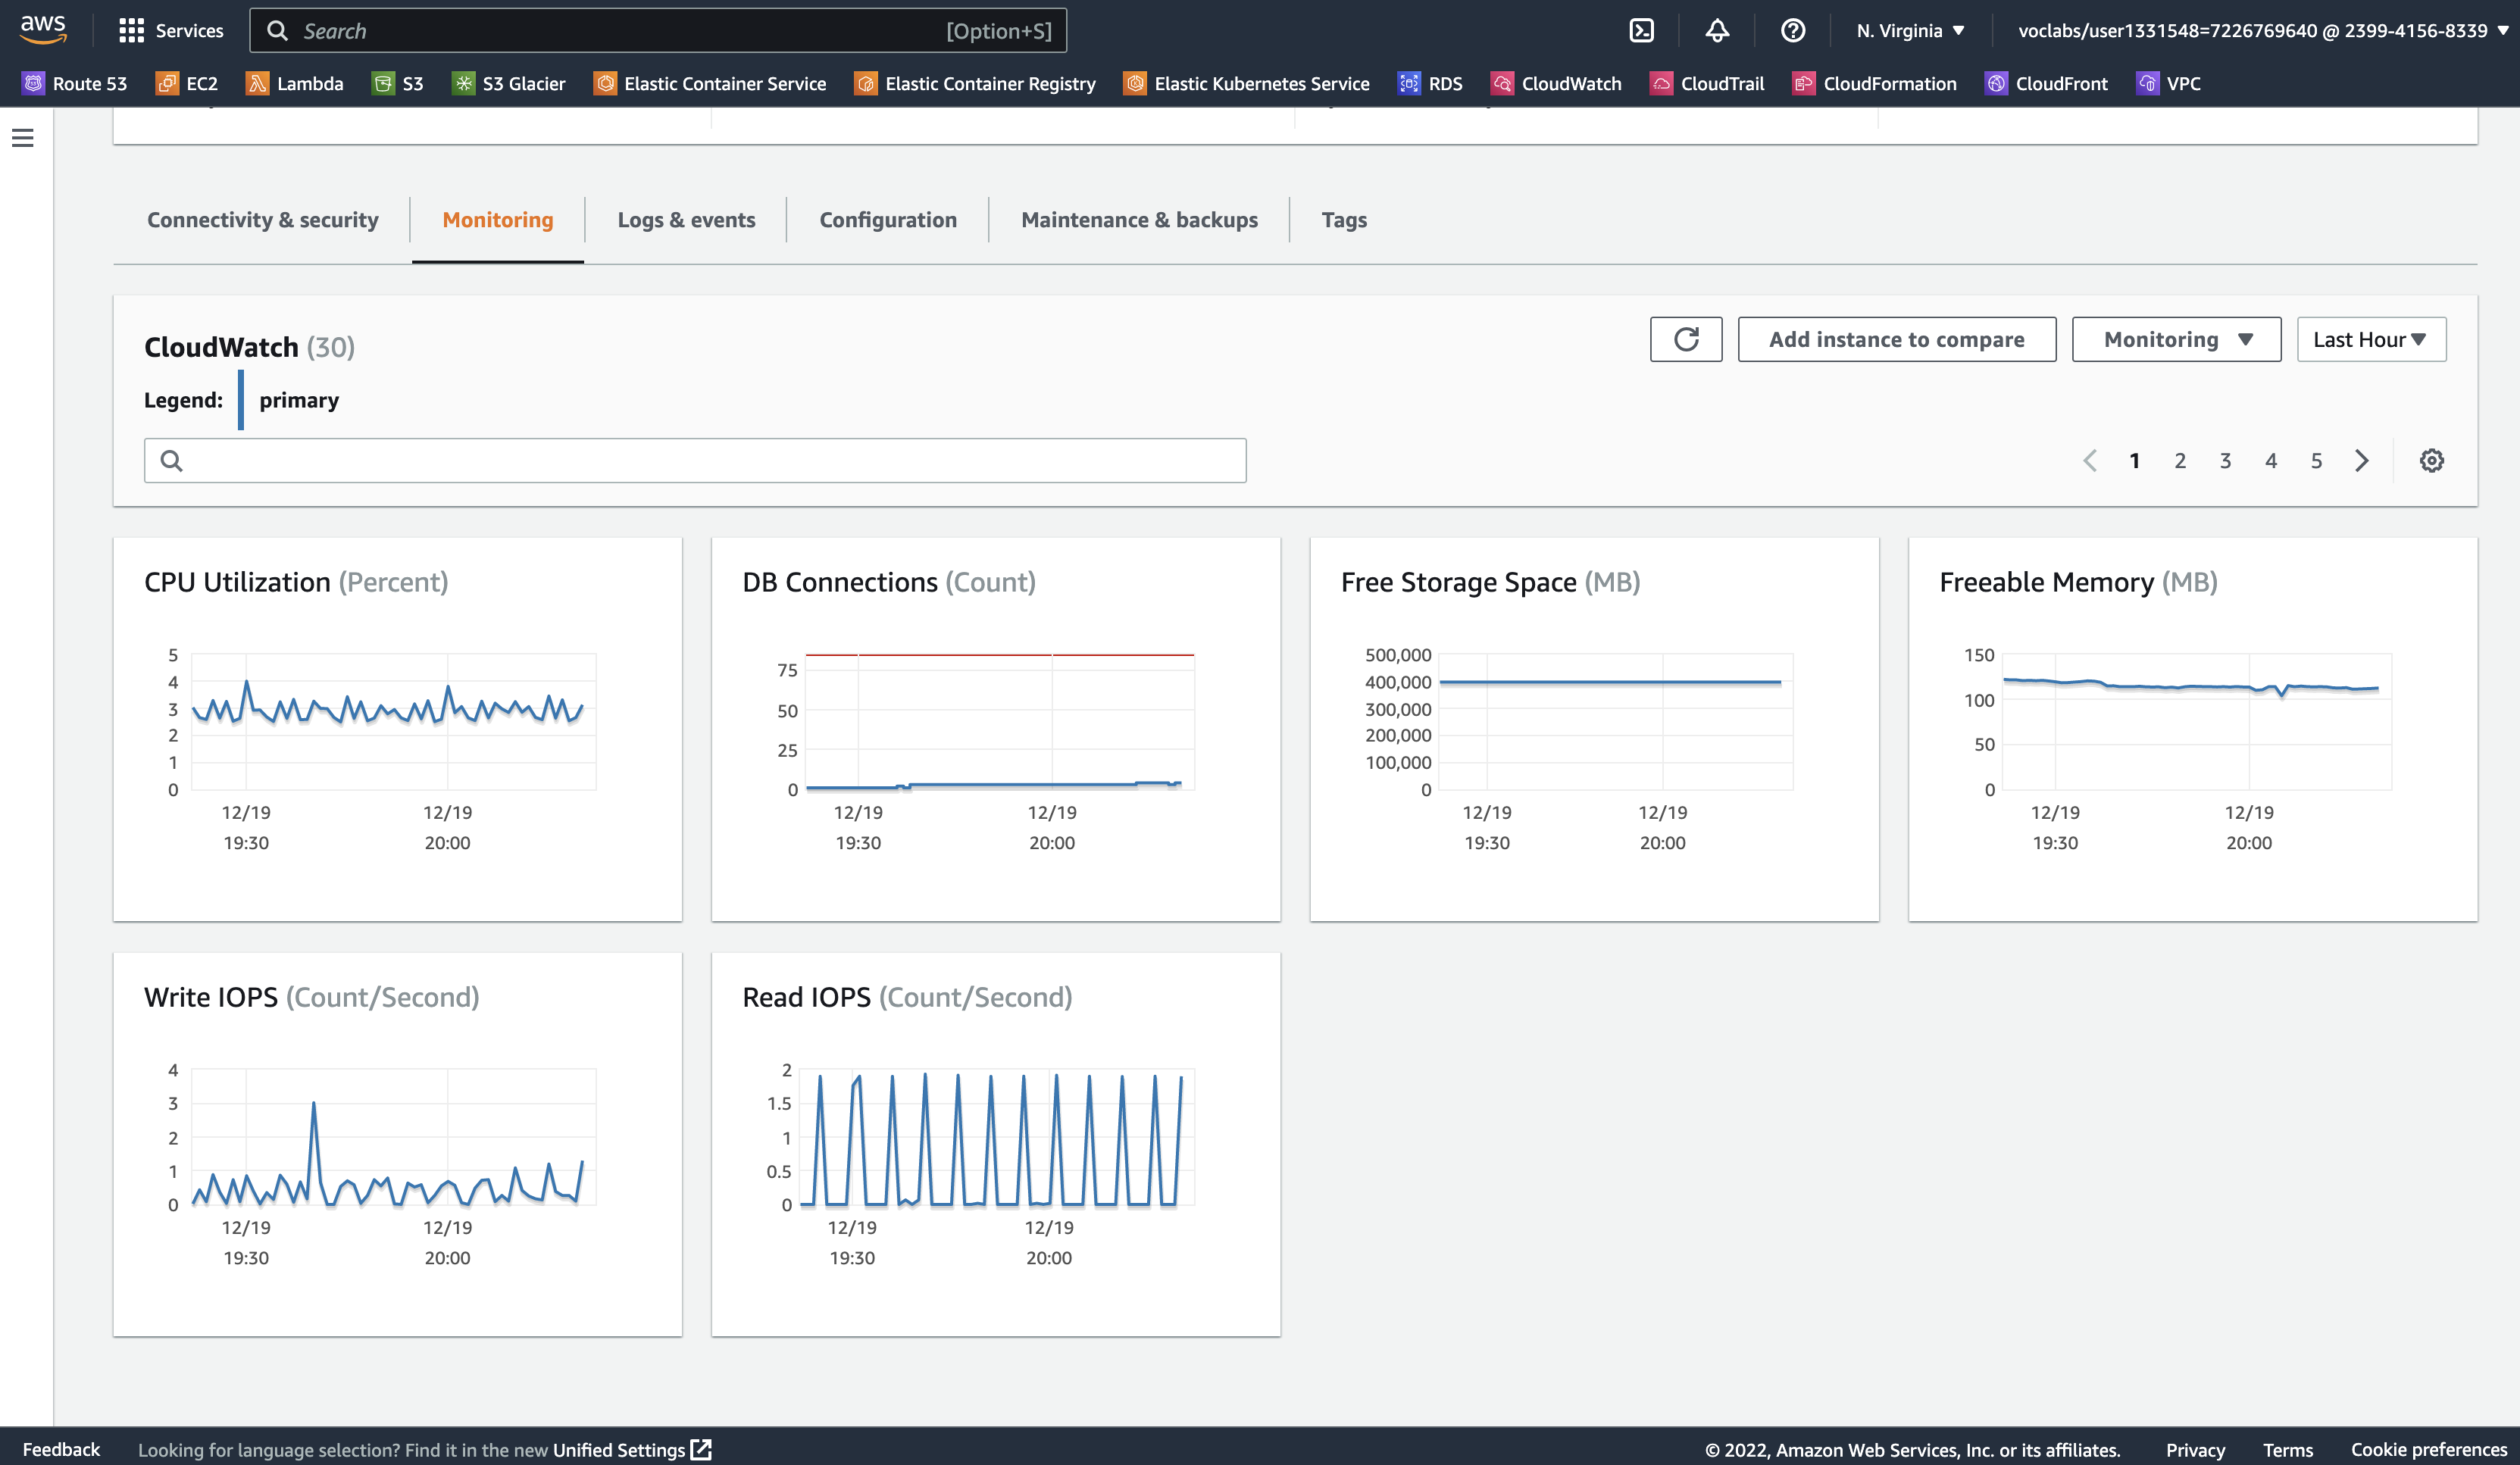 aws
Services
Search
[Option+S]
N. Virginia
voclabs/user1331548=7226769640 @ 2399-4156-8339
Route 53
EC2
Lambda
S3
S3 Glacier
Elastic Container Service
Elastic Container Registry
Elastic Kubernetes Service
RDS
CloudWatch
CloudTrail
CloudFormation
CloudFront
VPC
Connectivity & security
Monitoring
Logs & events
Configuration
Maintenance & backups
Tags
CloudWatch (30)
Add instance to compare
Monitoring
Last Hour
Legend:
primary
1 2 3 4 5
CPU Utilization (Percent)
5
4
3
2
1
0
12/19
19:30
12/19
20:00
DB Connections (Count)
75
50
25
0
12/19
19:30
12/19
20:00
Free Storage Space (MB)
500,000
400,000
300,000
200,000
100,000
0
12/19
19:30
12/19
20:00
Freeable Memory (MB)
150
100
50
0
12/19
19:30
12/19
20:00
Write IOPS (Count/Second)
4
3
2
1
0
12/19
19:30
12/19
20:00
Read IOPS (Count/Second)
2
1.5
1
0.5
0
12/19
19:30
12/19
20:00
Feedback
Looking for language selection? Find it in the new Unified Settings
© 2022, Amazon Web Services, Inc. or its affiliates.
Privacy
Terms
Cookie preferences